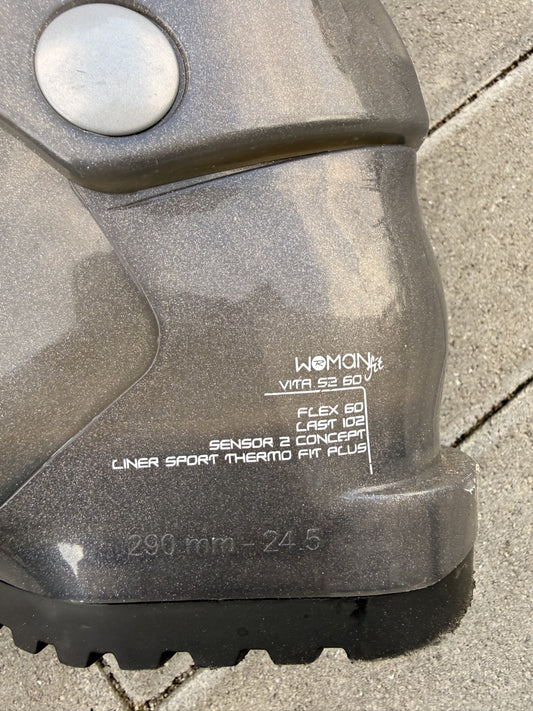 WOMAN fit
VITA S2 60
FLEX 60
LAST 102
SENSOR 2 CONCEPT
LINER SPORT THERMO FIT PLUS
290 mm - 24.5